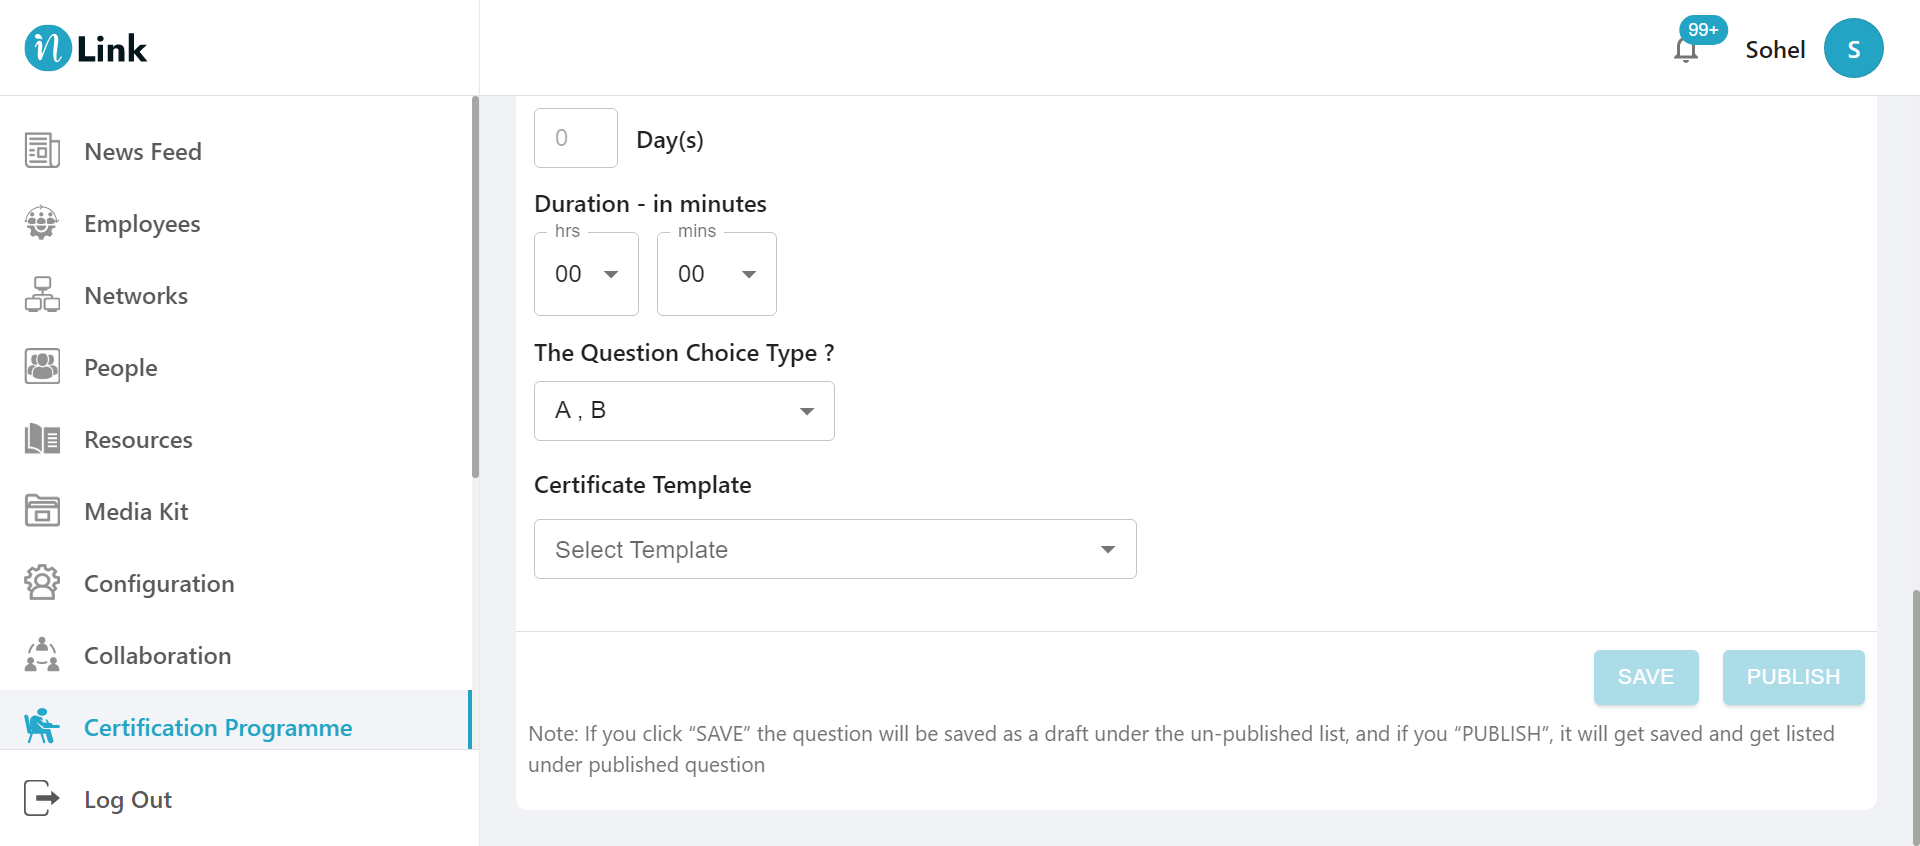 n Link
99+
Sohel
S
News Feed
Employees
Networks
People
Resources
Media Kit
Configuration
Collaboration
Certification Programme
Log Out
0 Day(s)
Duration - in minutes
hrs mins
00 00
The Question Choice Type ?
A , B
Certificate Template
Select Template
SAVE PUBLISH
Note: If you click “SAVE” the question will be saved as a draft under the un-published list, and if you “PUBLISH”, it will get saved and get listed
under published question